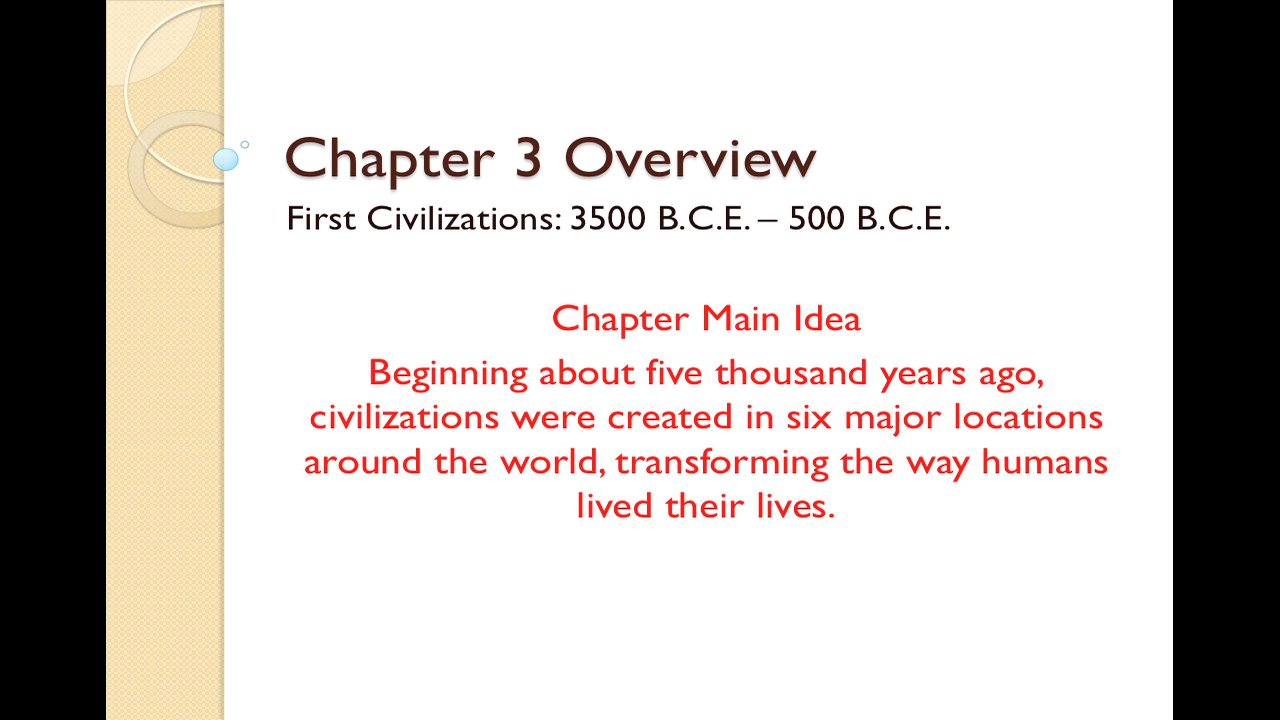 Chapter 3 Overview
First Civilizations: 3500 B.C.E. – 500 B.C.E.
Chapter Main Idea
Beginning about five thousand years ago,
civilizations were created in six major locations
around the world, transforming the way humans
lived their lives.